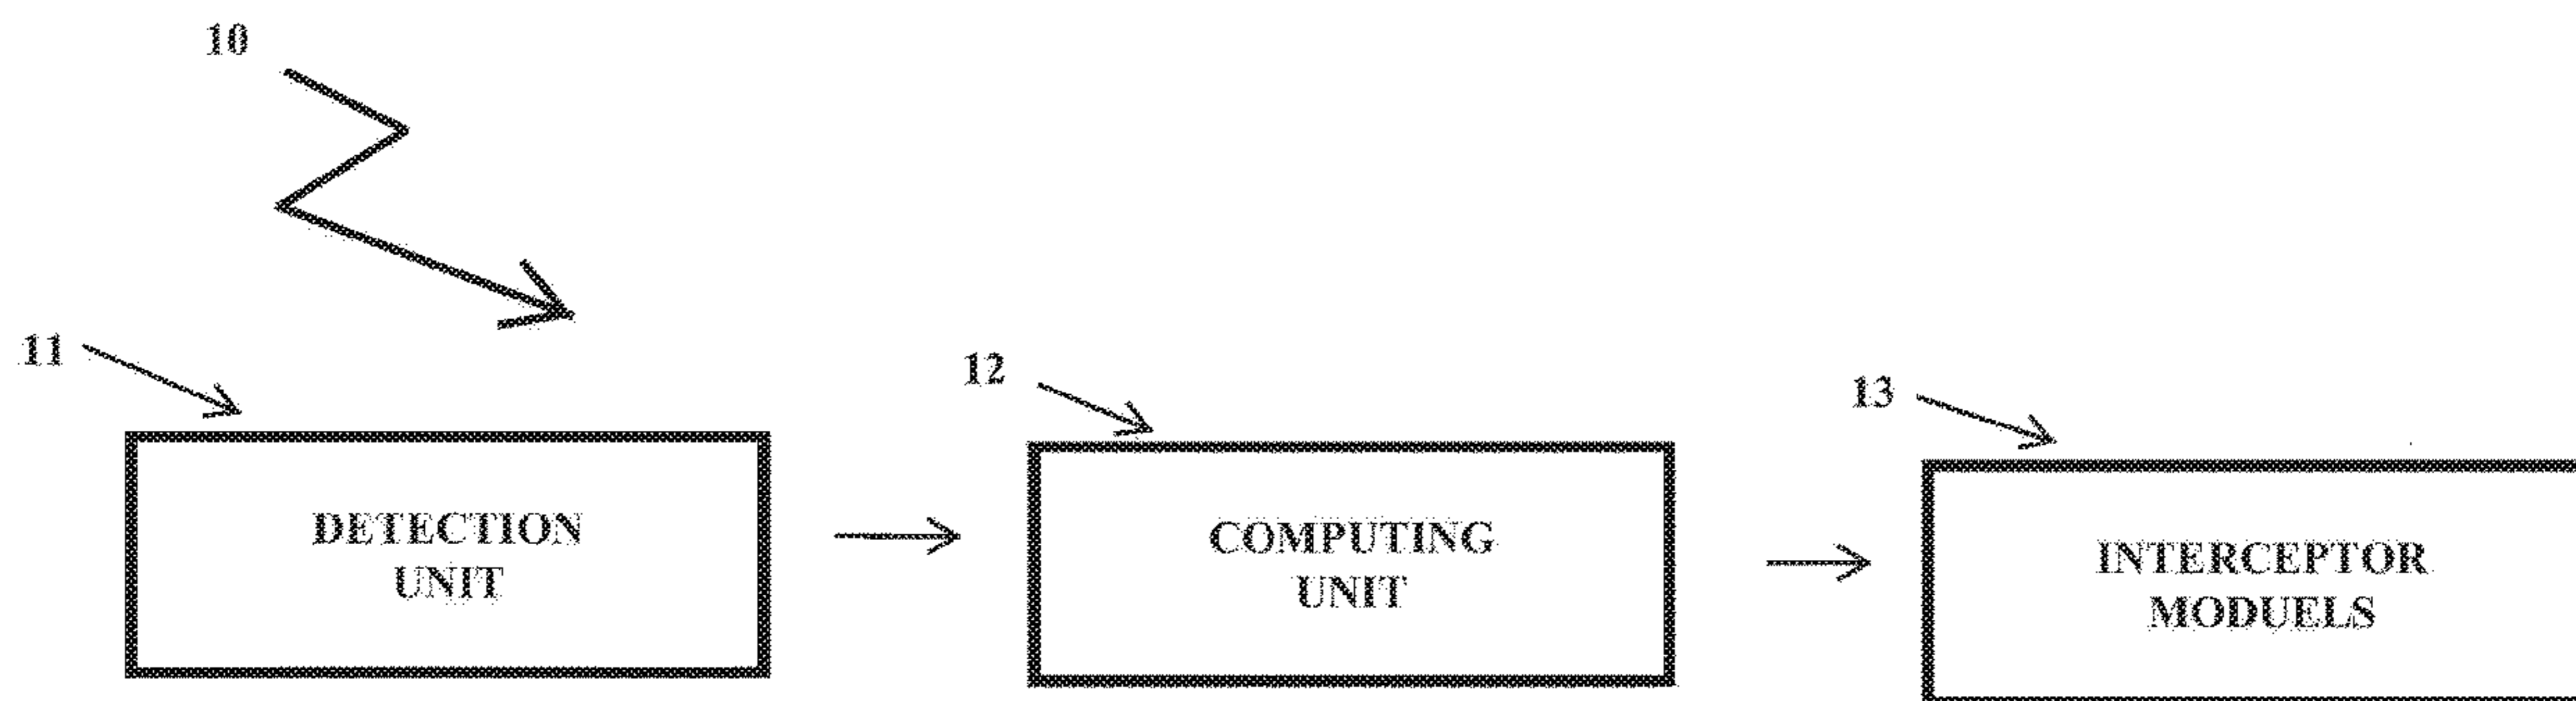 10
11
12
13
DETECTION
UNIT
COMPUTING
UNIT
INTERCEPTOR
MODUELS